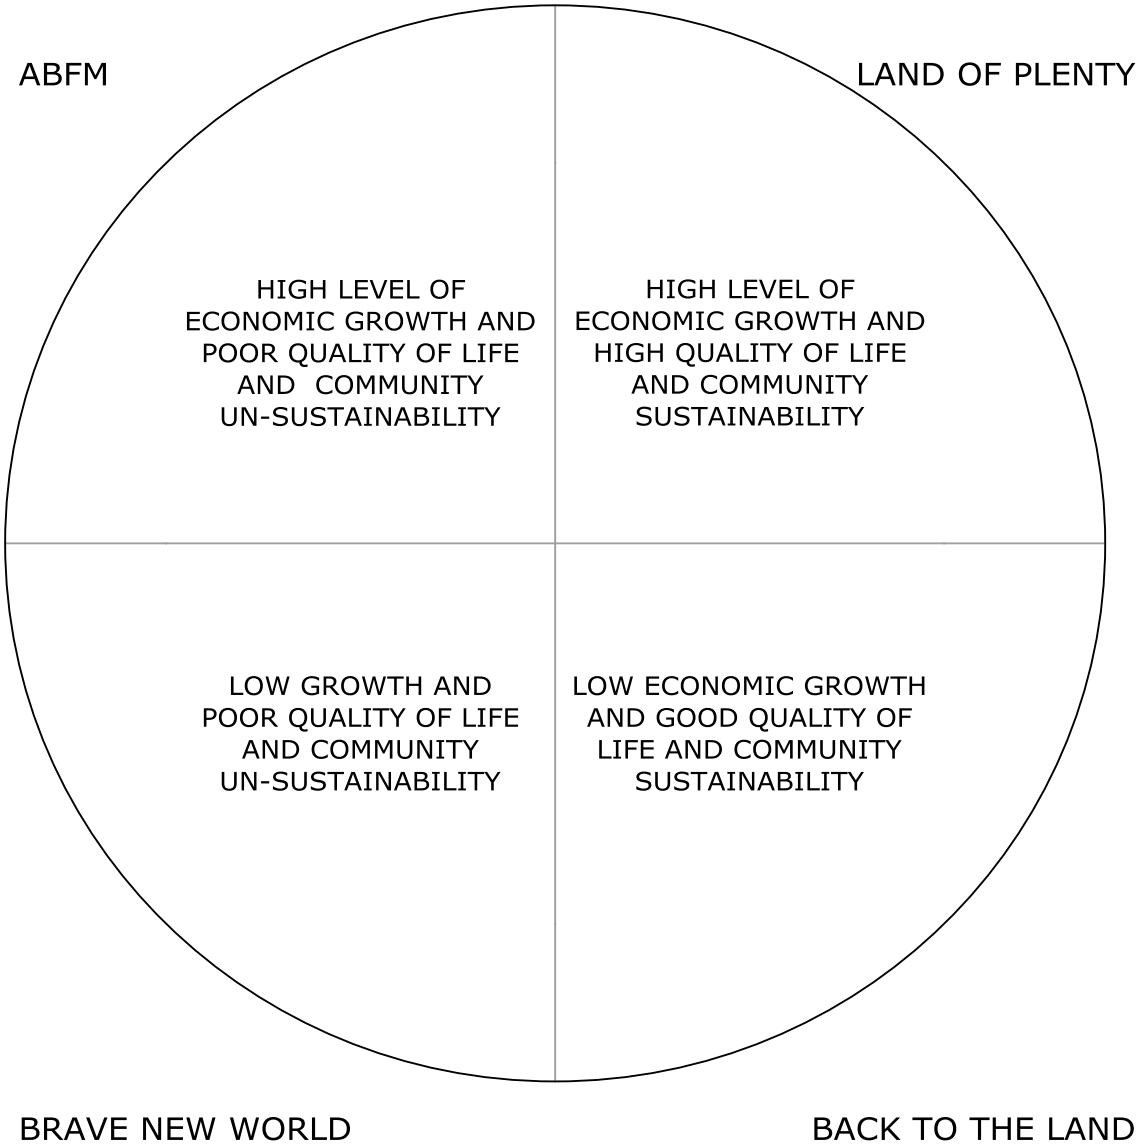 ABFM
LAND OF PLENTY
HIGH LEVEL OF
ECONOMIC GROWTH AND
POOR QUALITY OF LIFE
AND  COMMUNITY
UN-SUSTAINABILITY
HIGH LEVEL OF
ECONOMIC GROWTH AND
HIGH QUALITY OF LIFE
AND COMMUNITY
SUSTAINABILITY
LOW GROWTH AND
POOR QUALITY OF LIFE
AND COMMUNITY
UN-SUSTAINABILITY
LOW ECONOMIC GROWTH
AND GOOD QUALITY OF
LIFE AND COMMUNITY
SUSTAINABILITY
BRAVE NEW WORLD
BACK TO THE LAND